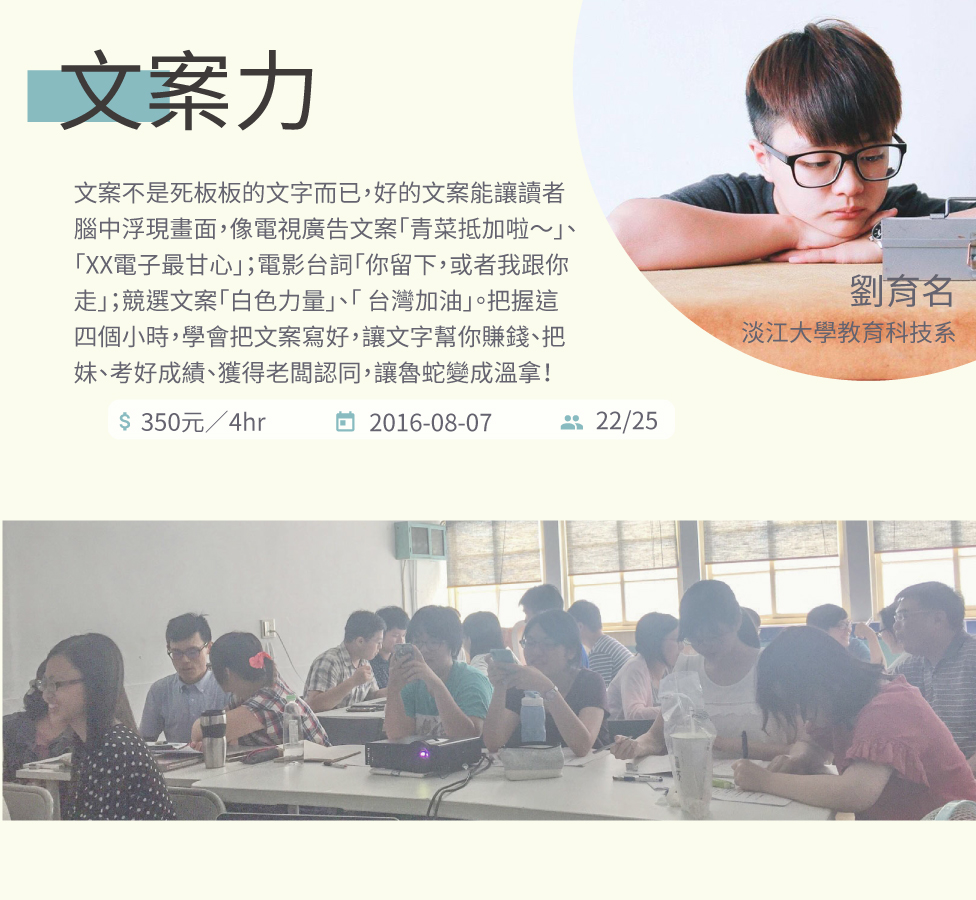 文案力
文案不是死板板的文字而已，好的文案能讓讀者
腦中浮現畫面，像電視廣告文案「青菜抵加啦～」、
「XX電子最甘心」；電影台詞「你留下，或者我跟你
走」；競選文案「白色力量」、「 台灣加油」。把握這
四個小時，學會把文案寫好，讓文字幫你賺錢、把
妹、考好成績、獲得老闆認同，讓魯蛇變成溫拿！
劉育名
淡江大學教育科技系
$ 350元／4hr 2016-08-07 22/25